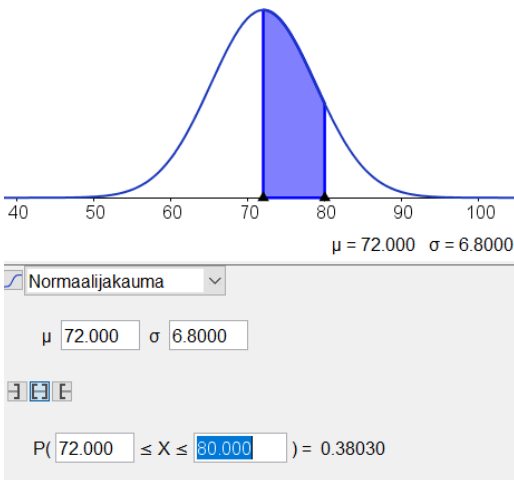 40 50 60 70 80 90 100
μ = 72.000 σ = 6.8000
Normaalijakauma
μ 72.000 σ 6.8000
P( 72.000 ≤ X ≤ 80.000 ) = 0.38030